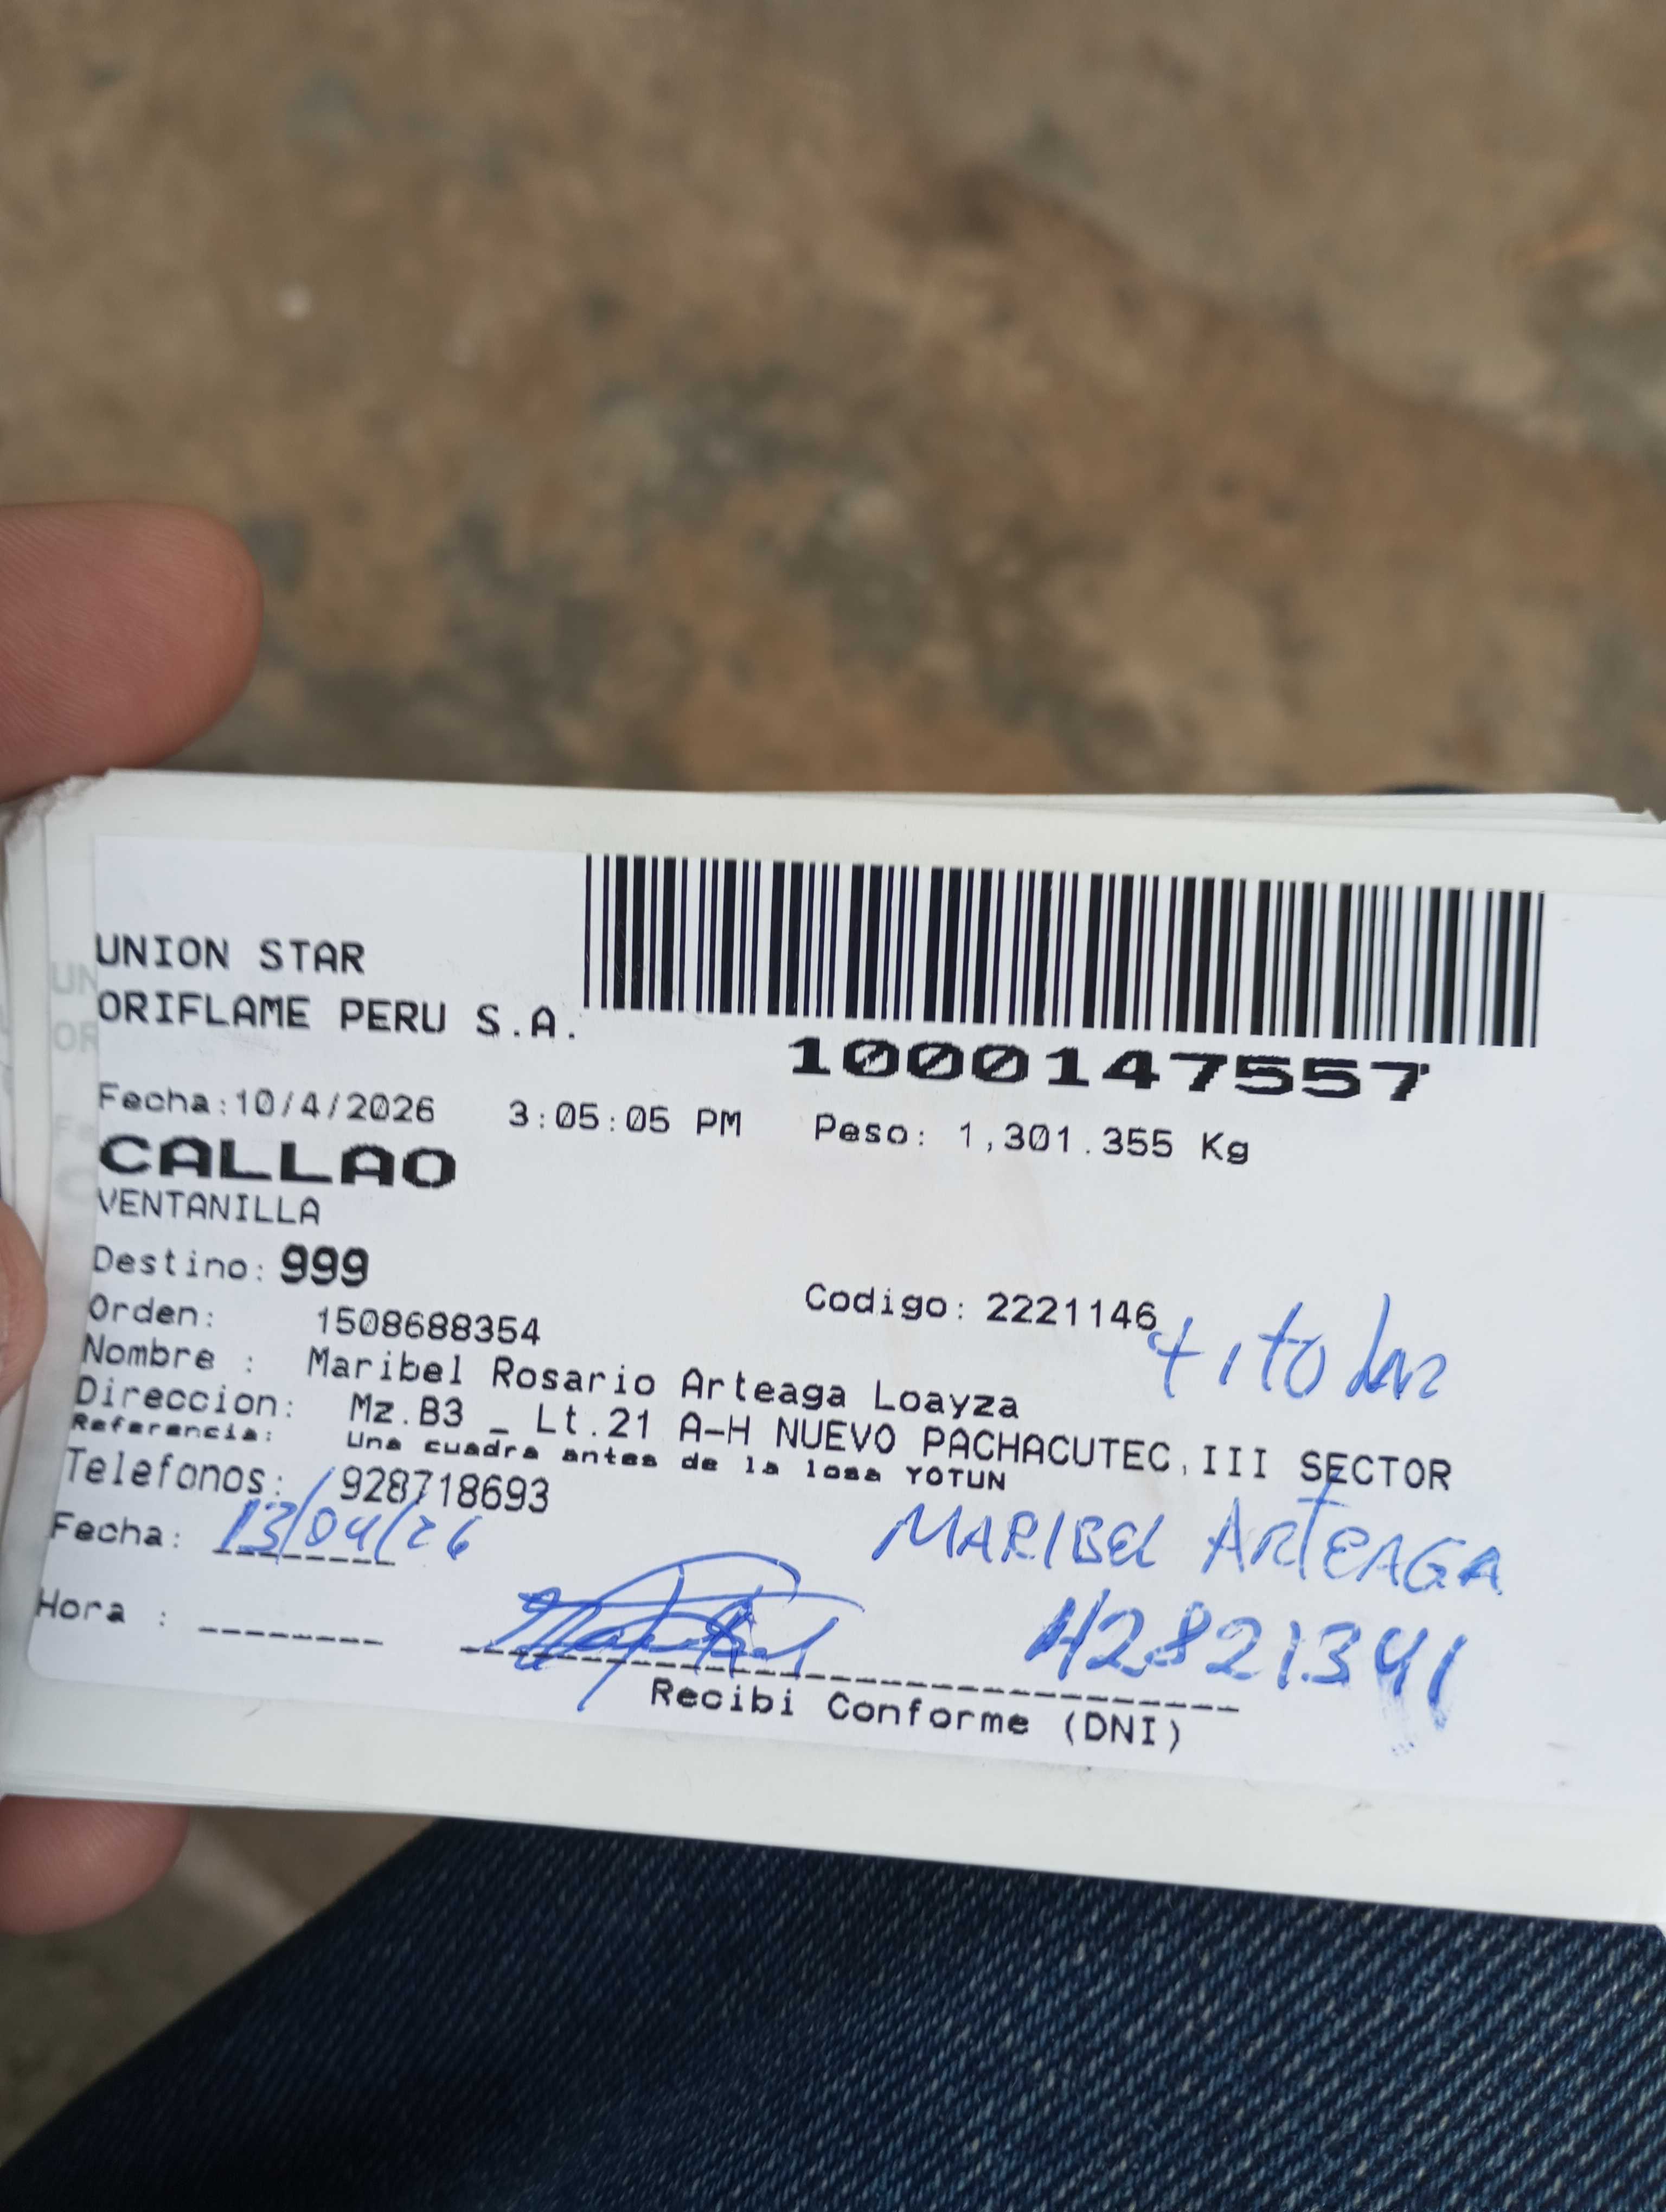 UNION STAR
ORIFLAME PERU S.A.
1000147557
Fecha:10/4/2026 3:05:05 PM Peso: 1,301.355 Kg
CALLAO
VENTANILLA
Destino: 999
Orden: 1508688354 Codigo: 2221146
titular
Nombre : Maribel Rosario Arteaga Loayza
Direccion: Mz.B3 _ Lt.21 A-H NUEVO PACHACUTEC,III SECTOR
Referencia: Una cuadra antes de la losa YOTUN
Telefonos: 928718693
Fecha: 13/04/26
MARIBEL ARTEAGA
Hora :
42821341
Recibi Conforme (DNI)